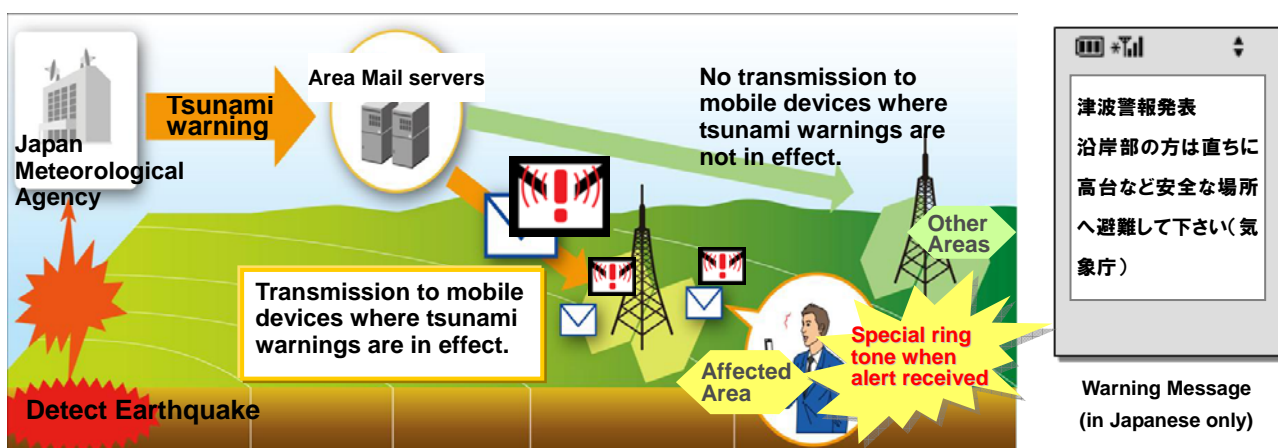 Japan
Meteorological
Agency
Tsunami
warning
Area Mail servers
No transmission to
mobile devices where
tsunami warnings are
not in effect.
Other
Areas
Transmission to mobile
devices where tsunami
warnings are in effect.
Special ring
tone when
alert received
Affected
Area
Detect Earthquake
津波警報発表
沿岸部の方は直ちに
高台など安全な場所
へ避難して下さい(気
象庁)
Warning Message
(in Japanese only)